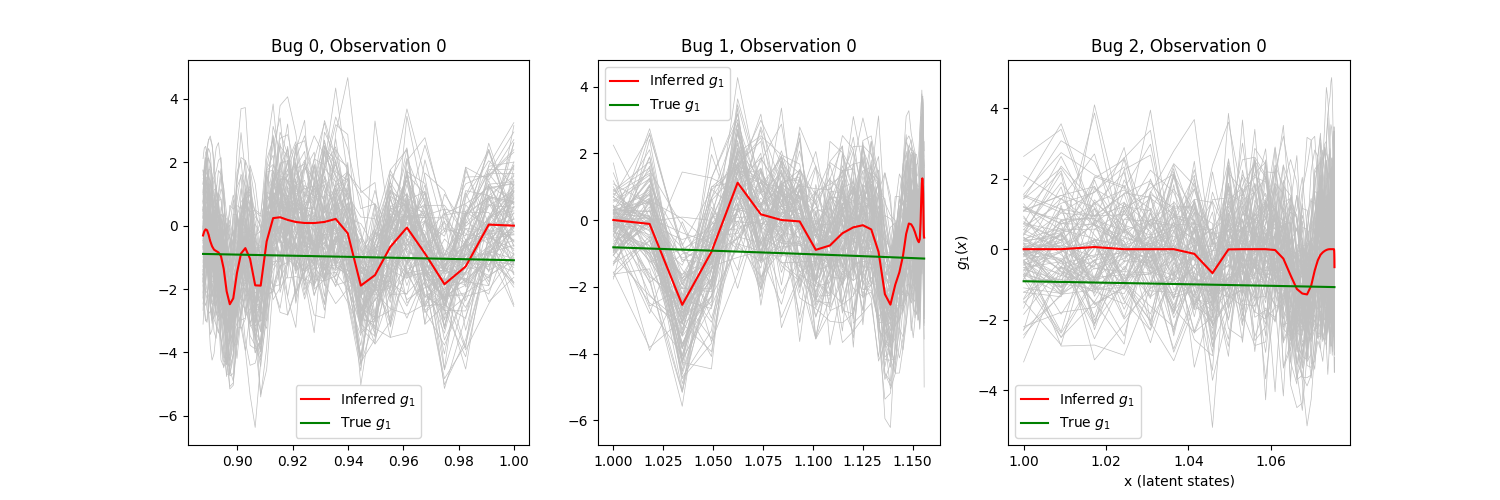 Bug 0, Observation 0
4
2
0
−2
−4
−6
0.90 0.92 0.94 0.96 0.98 1.00
Inferred g₁
True g₁
Bug 1, Observation 0
4
2
0
−2
−4
−6
1.000 1.025 1.050 1.075 1.100 1.125 1.150
Inferred g₁
True g₁
Bug 2, Observation 0
g₁(x)
4
2
0
−2
−4
1.00 1.02 1.04 1.06
x (latent states)
Inferred g₁
True g₁